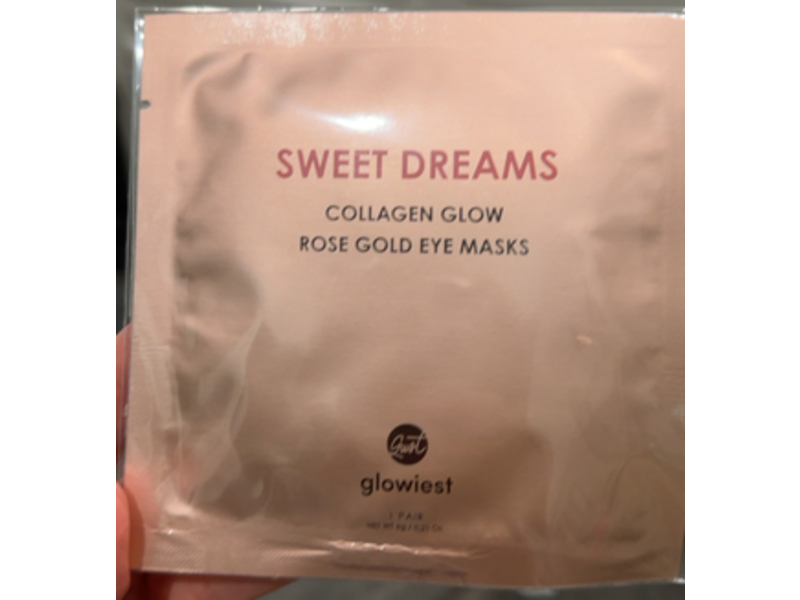 SWEET DREAMS
COLLAGEN GLOW
ROSE GOLD EYE MASKS
glowiest
1 PAIR